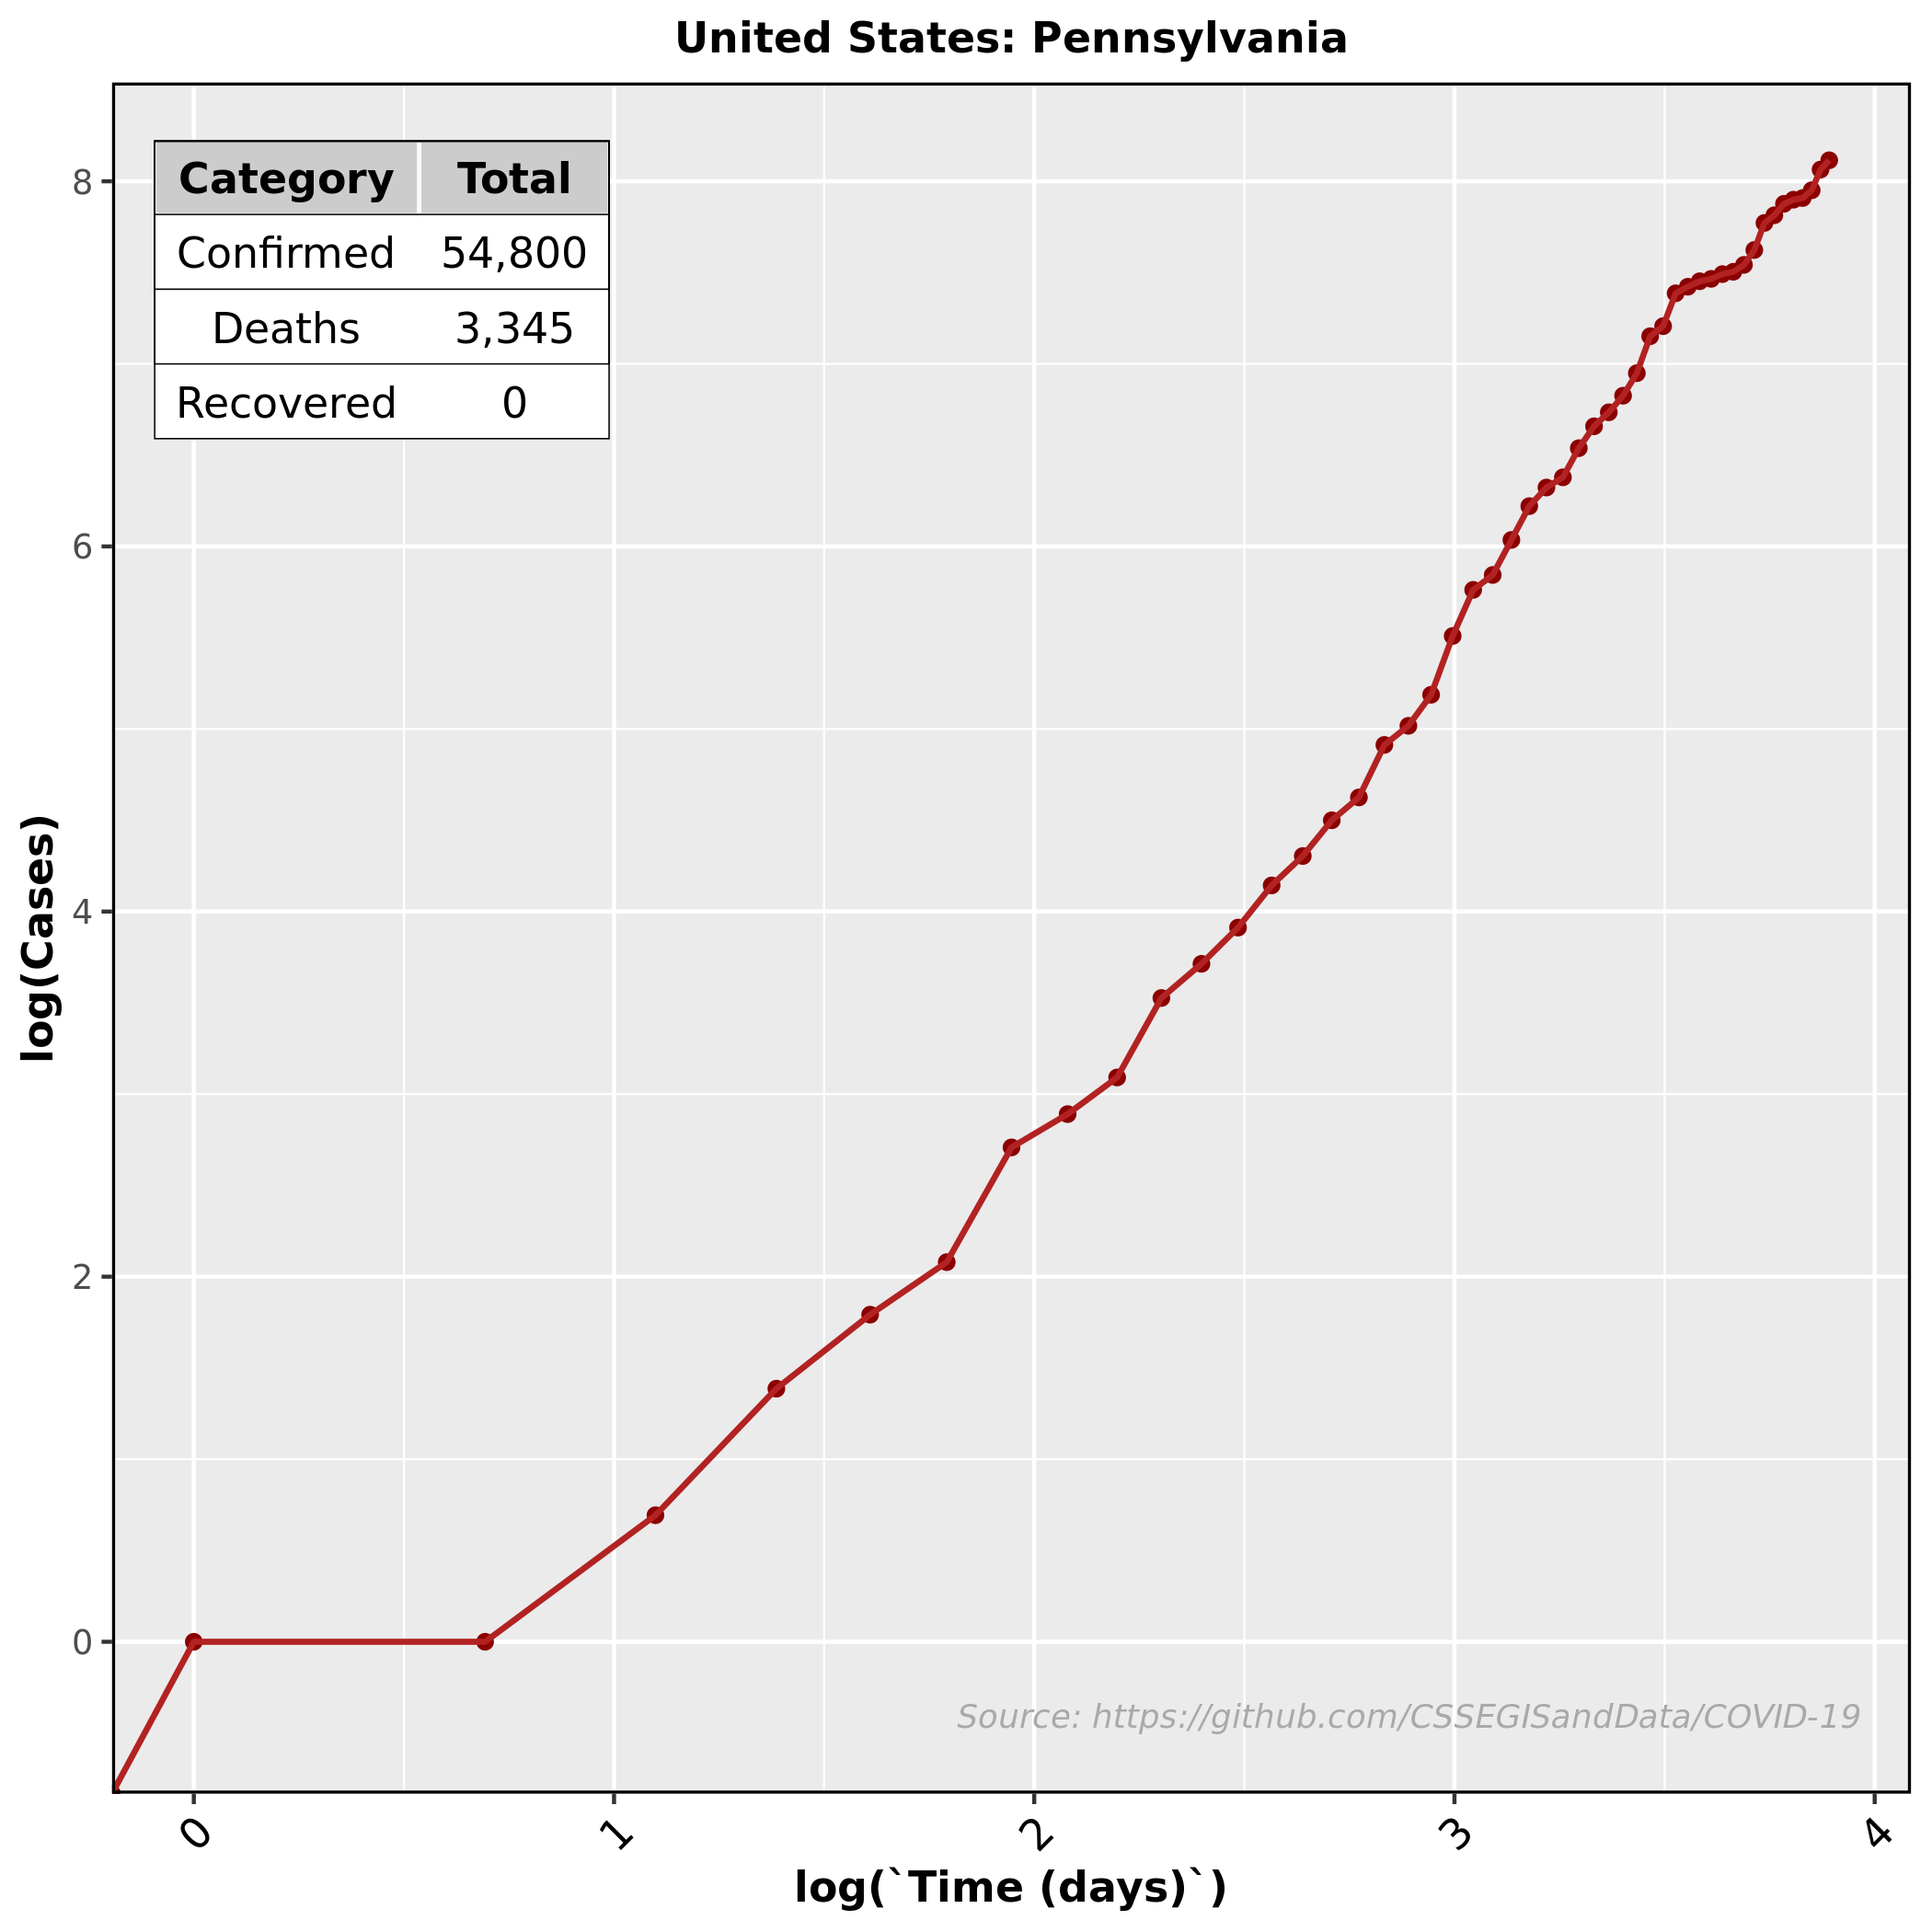 United States: Pennsylvania
Category Total
Confirmed 54,800
Deaths 3,345
Recovered 0
8
6
4
2
0
log(Cases)
Source: https://github.com/CSSEGISandData/COVID-19
0 1 2 3 4
log(`Time (days)`)